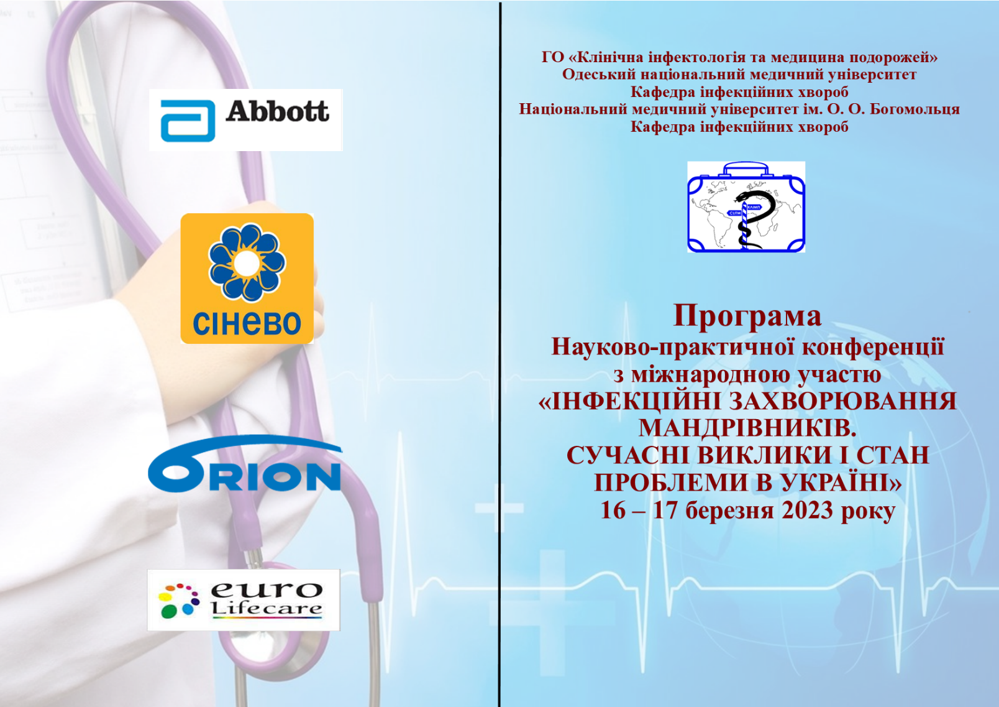 Abbott
СІНЕВО
ORION
euro
Lifecare
ГО «Клінічна інфектологія та медицина подорожей»
Одеський національний медичний університет
Кафедра інфекційних хвороб
Національний медичний університет ім. О. О. Богомольця
Кафедра інфекційних хвороб
КЛІМП
CLITM
Програма
Науково-практичної конференції
з міжнародною участю
«ІНФЕКЦІЙНІ ЗАХВОРЮВАННЯ
МАНДРІВНИКІВ.
СУЧАСНІ ВИКЛИКИ І СТАН
ПРОБЛЕМИ В УКРАЇНІ»
16 – 17 березня 2023 року